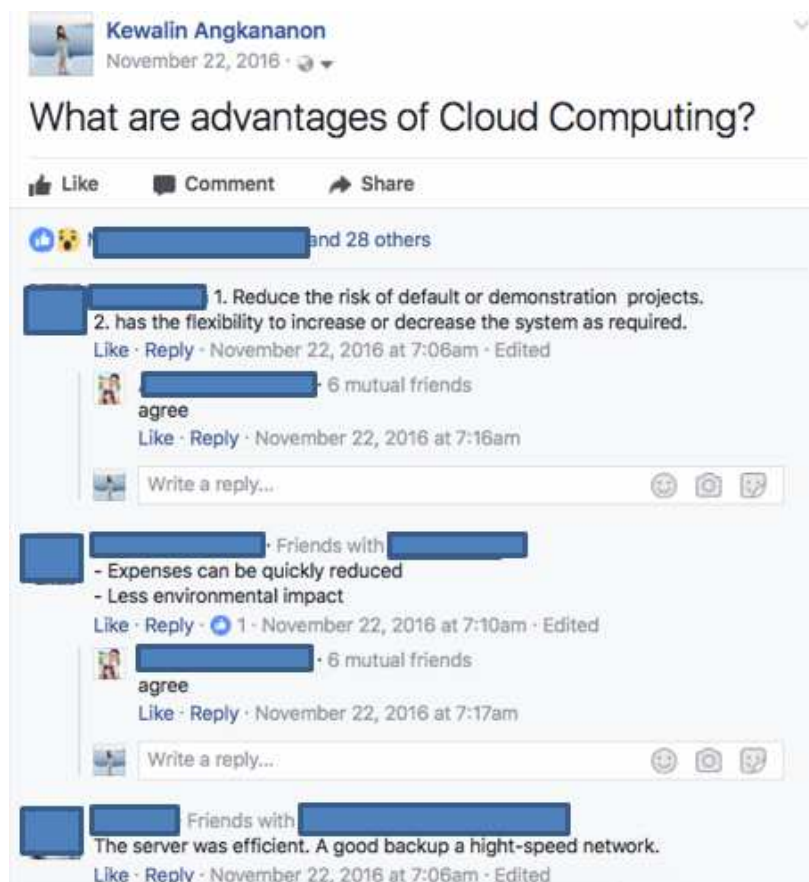 Kewalin Angkananon
November 22, 2016 ·
What are advantages of Cloud Computing?
Like Comment Share
and 28 others
1. Reduce the risk of default or demonstration projects.
2. has the flexibility to increase or decrease the system as required.
Like · Reply · November 22, 2016 at 7:06am · Edited
· 6 mutual friends
agree
Like · Reply · November 22, 2016 at 7:16am
Write a reply...
· Friends with
- Expenses can be quickly reduced
- Less environmental impact
Like · Reply · 1 · November 22, 2016 at 7:10am · Edited
· 6 mutual friends
agree
Like · Reply · November 22, 2016 at 7:17am
Write a reply...
Friends with
The server was efficient. A good backup a hight-speed network.
Like · Reply · November 22, 2016 at 7:06am · Edited